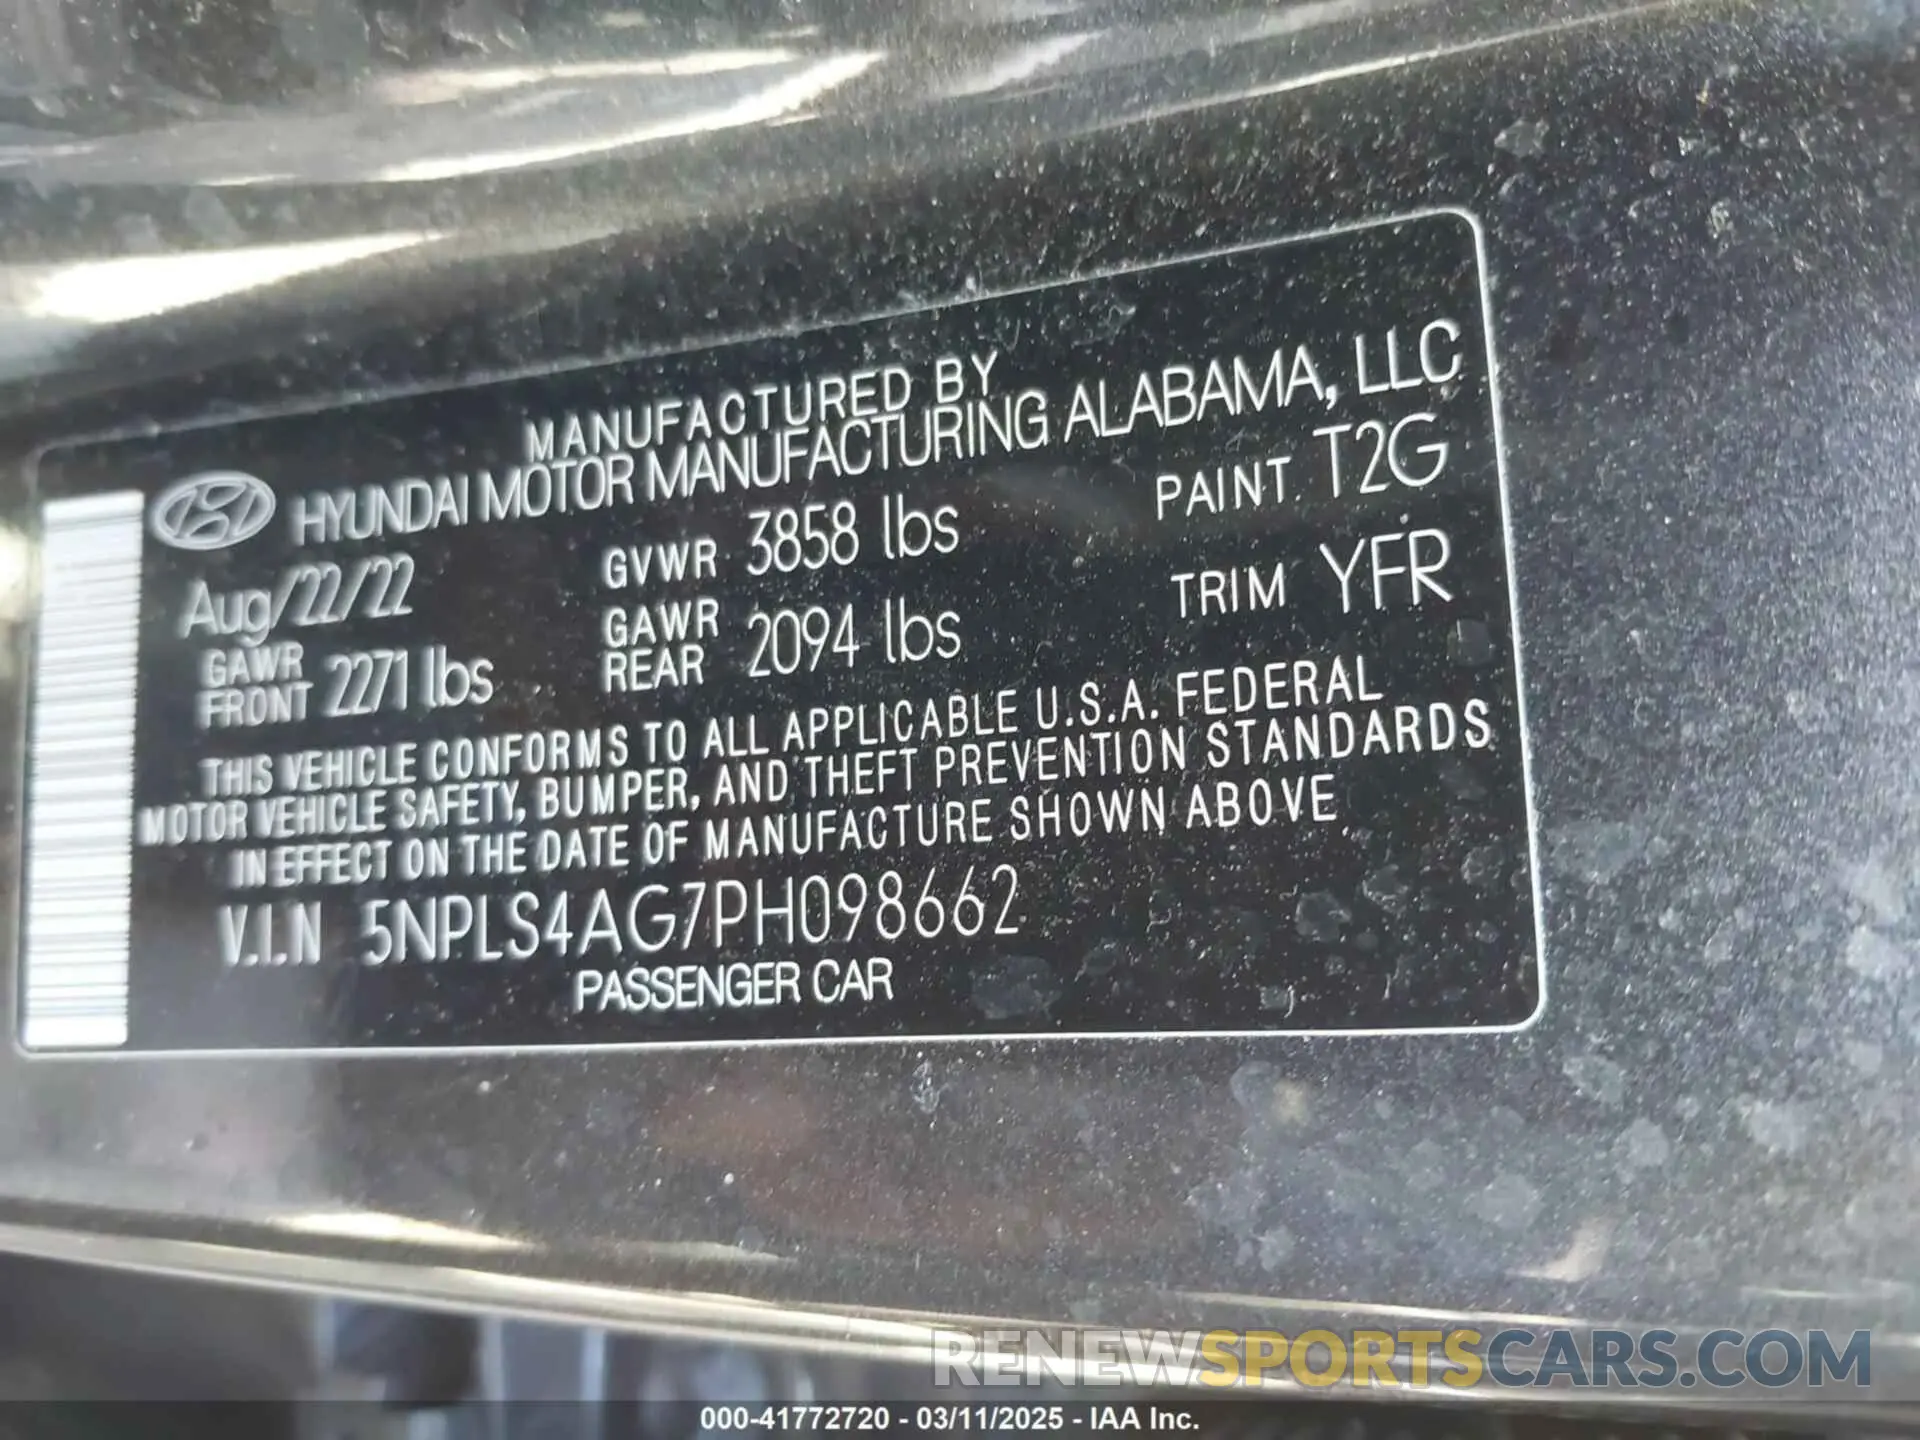 MANUFACTURED BY
HYUNDAI MOTOR MANUFACTURING ALABAMA, LLC
Aug/22/22 GVWR 3858 lbs PAINT T2G
GAWR FRONT 2271 lbs GAWR REAR 2094 lbs TRIM YFR
THIS VEHICLE CONFORMS TO ALL APPLICABLE U.S.A. FEDERAL
MOTOR VEHICLE SAFETY, BUMPER, AND THEFT PREVENTION STANDARDS
IN EFFECT ON THE DATE OF MANUFACTURE SHOWN ABOVE
V.I.N 5NPLS4AG7PH098662
PASSENGER CAR
RENEWSPORTSCARS.COM
000-41772720 - 03/11/2025 - IAA Inc.